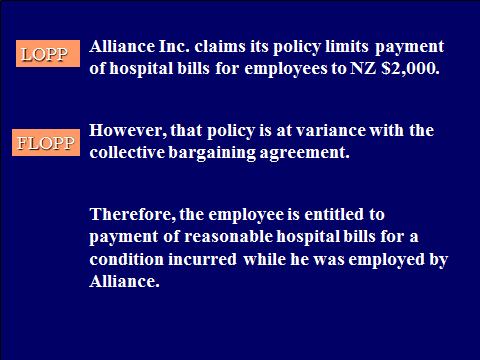 LOPP
Alliance Inc. claims its policy limits payment
of hospital bills for employees to NZ $2,000.
FLOPP
However, that policy is at variance with the
collective bargaining agreement.
Therefore, the employee is entitled to
payment of reasonable hospital bills for a
condition incurred while he was employed by
Alliance.